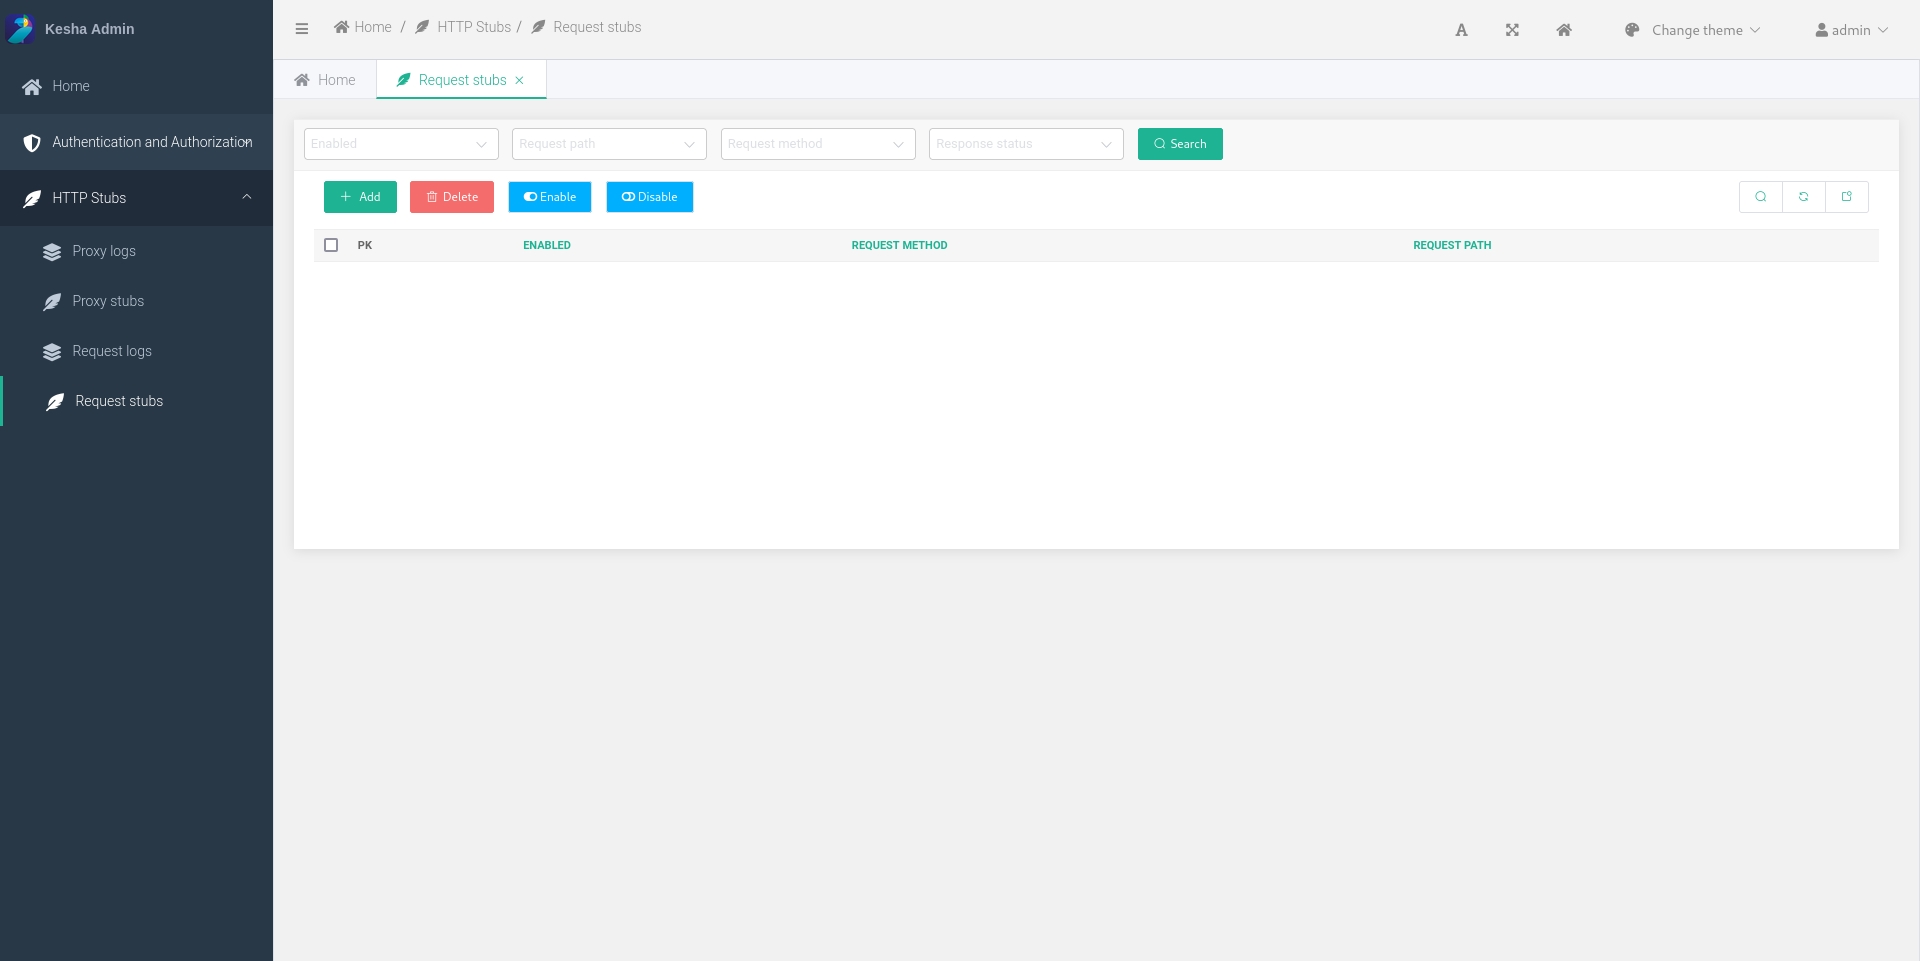 Kesha Admin
Home
Authentication and Authorization
HTTP Stubs
Proxy logs
Proxy stubs
Request logs
Request stubs
Home / HTTP Stubs / Request stubs
A Change theme admin
Home Request stubs ×
Enabled Request path Request method Response status Search
+ Add Delete Enable Disable
PK ENABLED REQUEST METHOD REQUEST PATH